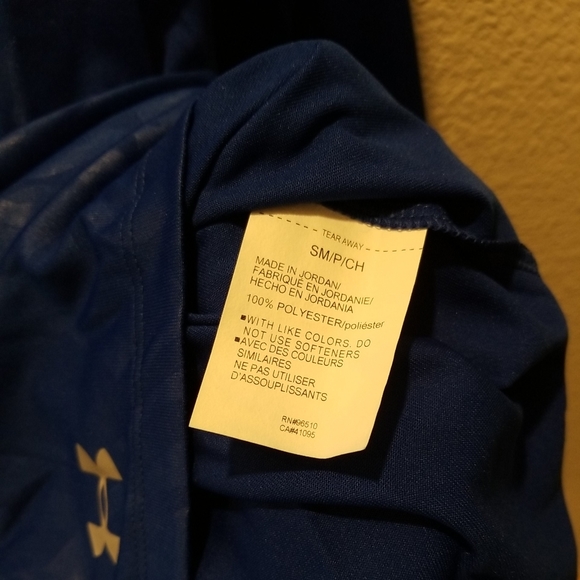 TEAR AWAY
SM/P/CH
MADE IN JORDAN/
FABRIQUÉ EN JORDANIE/
HECHO EN JORDANIA
100% POLYESTER/poliéster
▪WITH LIKE COLORS. DO
NOT USE SOFTENERS
▪AVEC DES COULEURS
SIMILAIRES
NE PAS UTILISER
D'ASSOUPLISSANTS
RN#96510
CA#41095